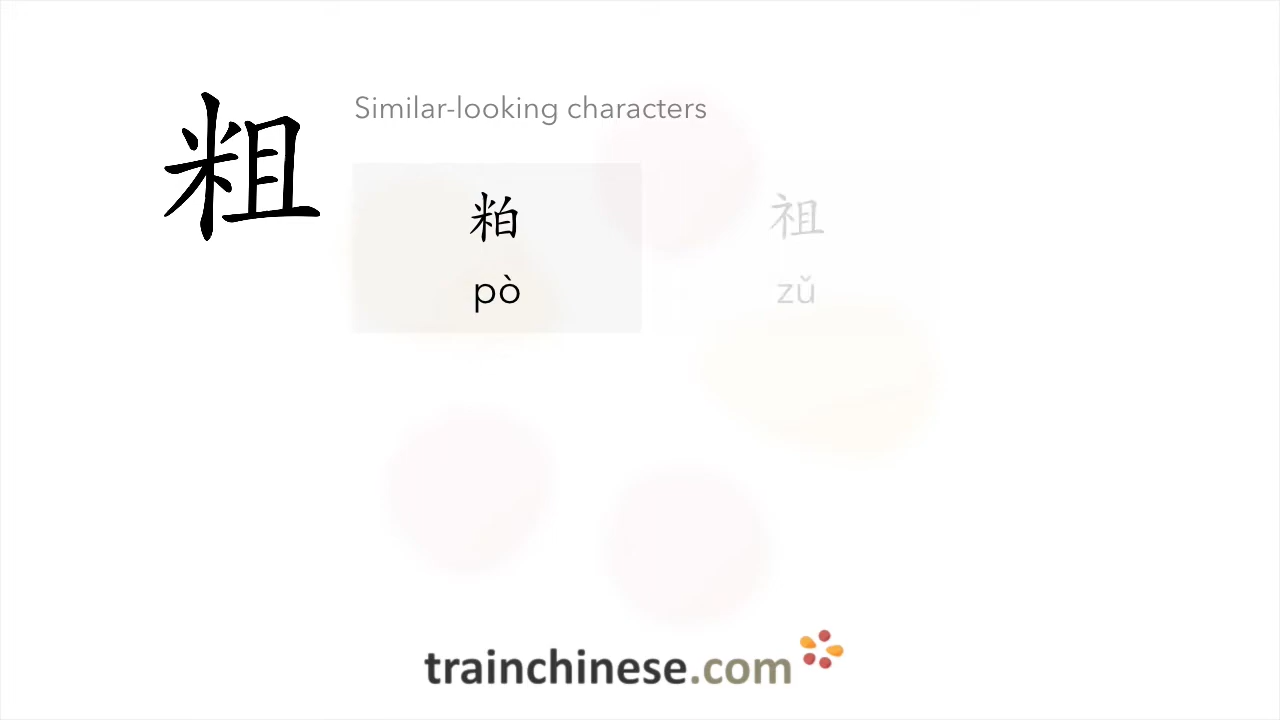 粗
Similar-looking characters
粕 祖
pò zǔ
trainchinese.com